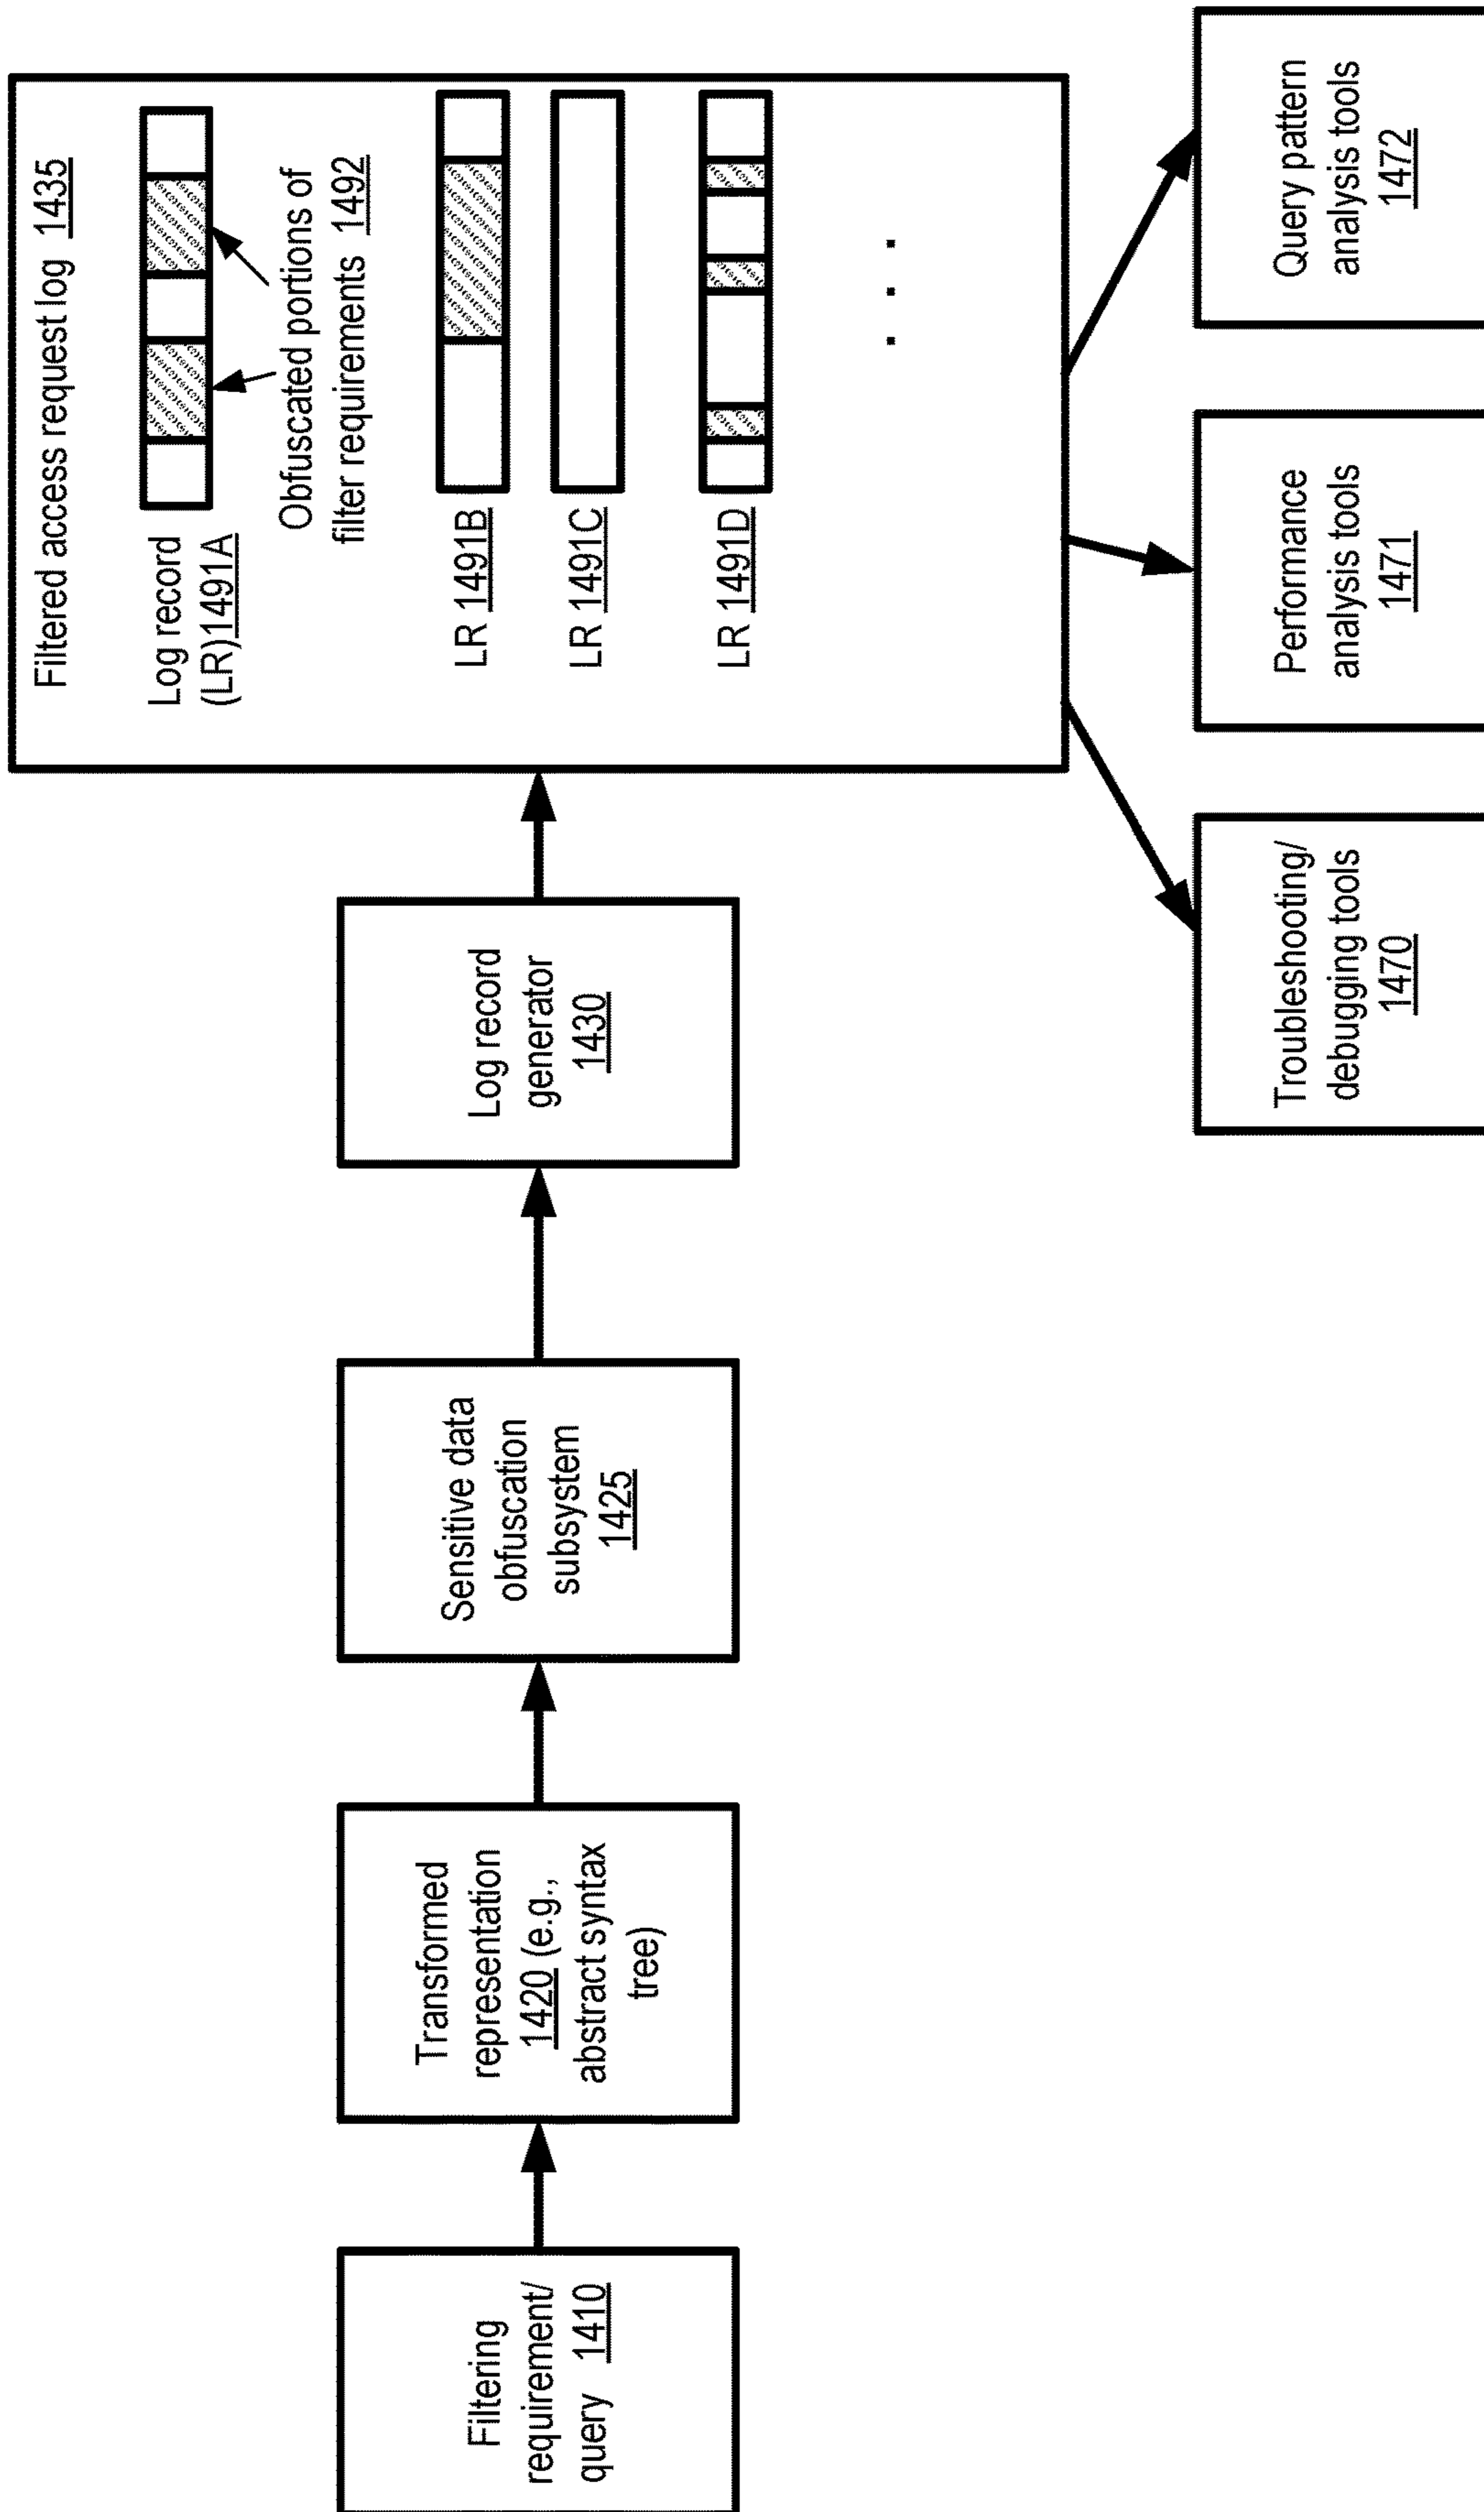 Filtering
requirement/
query 1410
Transformed
representation
1420 (e.g.,
abstract syntax
tree)
Sensitive data
obfuscation
subsystem
1425
Log record
generator
1430
Filtered access request log 1435
Log record
(LR)1491A
Obfuscated portions of
filter requirements 1492
LR 1491B
LR 1491C
LR 1491D
. . .
Troubleshooting/
debugging tools
1470
Performance
analysis tools
1471
Query pattern
analysis tools
1472